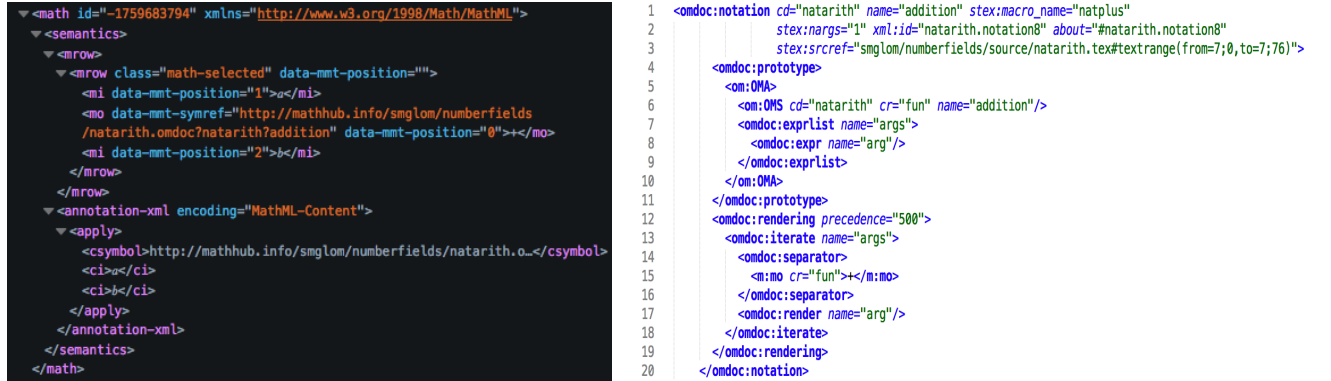 <math id="-1759683794" xmlns="http://www.w3.org/1998/Math/MathML">
<semantics>
<mrow>
<mrow class="math-selected" data-mmt-position="">
<mi data-mmt-position="1">a</mi>
<mo data-mmt-symref="http://mathhub.info/smglom/numberfields
/natarith.omdoc?natarith?addition" data-mmt-position="0">+</mo>
<mi data-mmt-position="2">b</mi>
</mrow>
</mrow>
<annotation-xml encoding="MathML-Content">
<apply>
<csymbol>http://mathhub.info/smglom/numberfields/natarith.o…</csymbol>
<ci>a</ci>
<ci>b</ci>
</apply>
</annotation-xml>
</semantics>
</math>
1 <omdoc:notation cd="natarith" name="addition" stex:macro_name="natplus"
2 stex:nargs="1" xml:id="natarith.notation8" about="#natarith.notation8"
3 stex:srcref="smglom/numberfields/source/natarith.tex#textrange(from=7;0,to=7;76)">
4 <omdoc:prototype>
5 <om:OMA>
6 <om:OMS cd="natarith" cr="fun" name="addition"/>
7 <omdoc:exprlist name="args">
8 <omdoc:expr name="arg"/>
9 </omdoc:exprlist>
10 </om:OMA>
11 </omdoc:prototype>
12 <omdoc:rendering precedence="500">
13 <omdoc:iterate name="args">
14 <omdoc:separator>
15 <m:mo cr="fun">+</m:mo>
16 </omdoc:separator>
17 <omdoc:render name="arg"/>
18 </omdoc:iterate>
19 </omdoc:rendering>
20 </omdoc:notation>